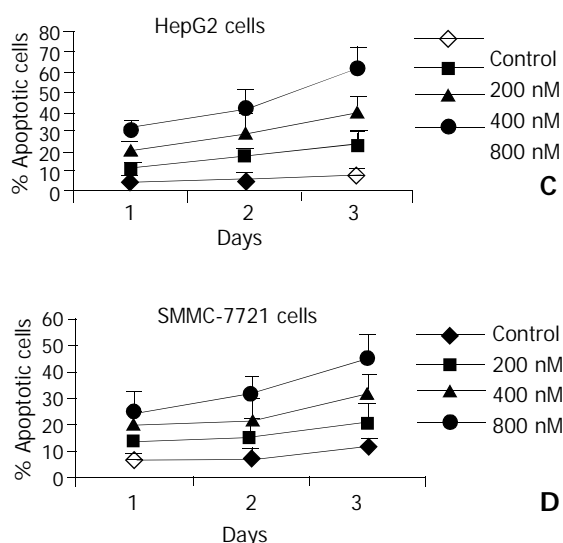 HepG2 cells
% Apoptotic cells
80
70
60
50
40
30
20
10
0
1 2 3
Days
Control
200 nM
400 nM
800 nM
C
SMMC-7721 cells
% Apoptotic cells
60
50
40
30
20
10
0
1 2 3
Days
Control
200 nM
400 nM
800 nM
D